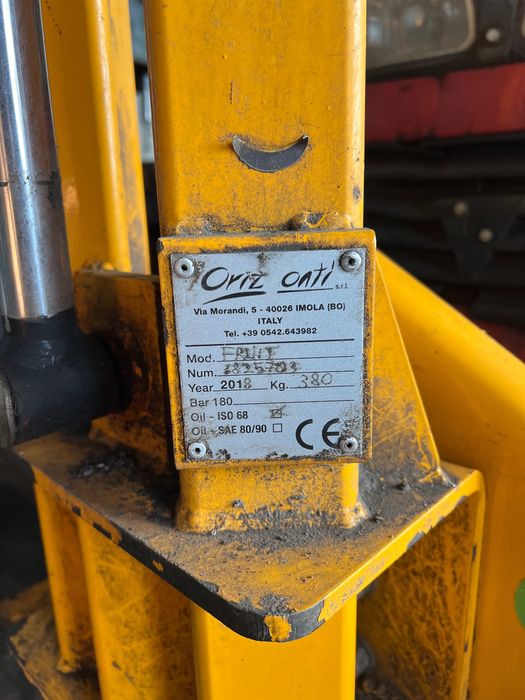 Orizzonti s.r.l.
Via Morandi, 5 - 40026 IMOLA (BO)
ITALY
Tel. +39 0542.643982
Mod. FRUIT
Num.
Year 2018 Kg. 380
Bar 180
Oil - ISO 68
Oil - SAE 80/90
CE